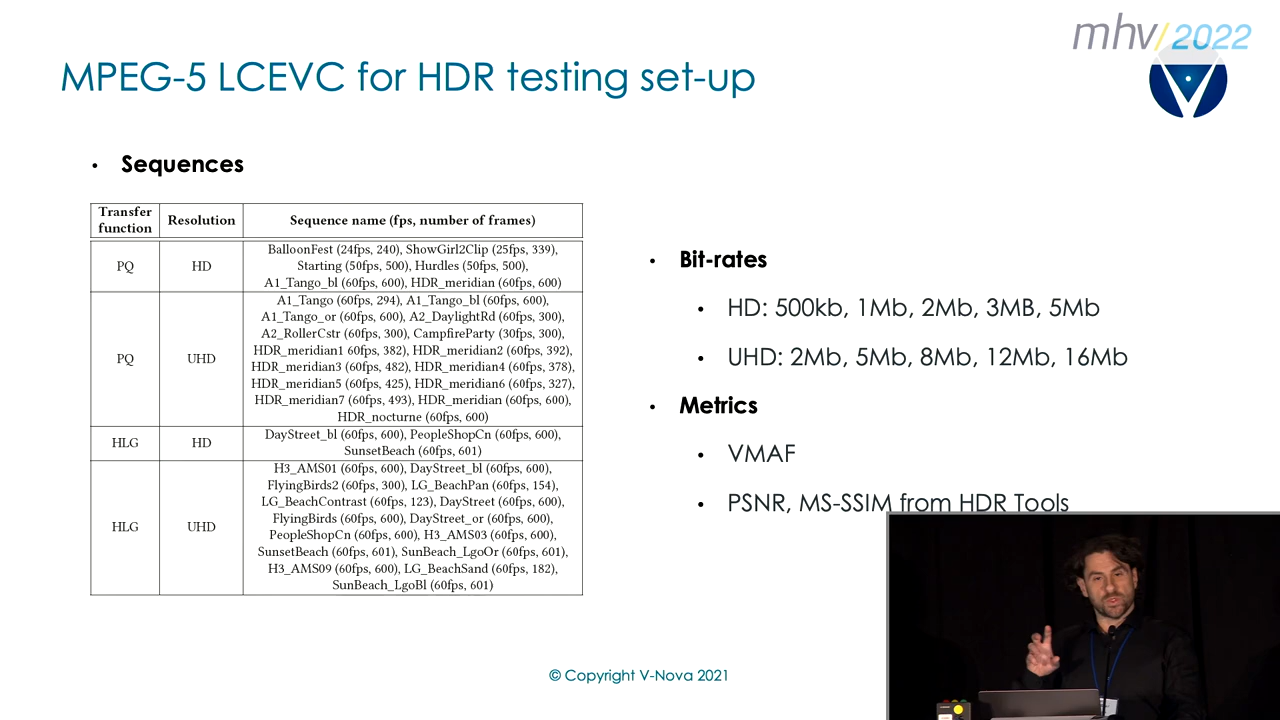 mhv/2022
MPEG-5 LCEVC for HDR testing set-up
• Sequences
Transfer function Resolution Sequence name (fps, number of frames)
PQ HD
BalloonFest (24fps, 240), ShowGirl2Clip (25fps, 339),
Starting (50fps, 500), Hurdles (50fps, 500),
A1_Tango_bl (60fps, 600), HDR_meridian (60fps, 600)
PQ UHD
A1_Tango (60fps, 294), A1_Tango_bl (60fps, 600),
A1_Tango_or (60fps, 600), A2_DaylightRd (60fps, 300),
A2_RollerCstr (60fps, 300), CampfireParty (30fps, 300),
HDR_meridian1 60fps, 382), HDR_meridian2 (60fps, 392),
HDR_meridian3 (60fps, 482), HDR_meridian4 (60fps, 378),
HDR_meridian5 (60fps, 425), HDR_meridian6 (60fps, 327),
HDR_meridian7 (60fps, 493), HDR_meridian (60fps, 600),
HDR_nocturne (60fps, 600)
HLG HD
DayStreet_bl (60fps, 600), PeopleShopCn (60fps, 600),
SunsetBeach (60fps, 601)
HLG UHD
H3_AMS01 (60fps, 600), DayStreet_bl (60fps, 600),
FlyingBirds2 (60fps, 300), LG_BeachPan (60fps, 154),
LG_BeachContrast (60fps, 123), DayStreet (60fps, 600),
FlyingBirds (60fps, 600), DayStreet_or (60fps, 600),
PeopleShopCn (60fps, 600), H3_AMS03 (60fps, 600),
SunsetBeach (60fps, 601), SunBeach_LgoOr (60fps, 601),
H3_AMS09 (60fps, 600), LG_BeachSand (60fps, 182),
SunBeach_LgoBl (60fps, 601)
• Bit-rates
• HD: 500kb, 1Mb, 2Mb, 3MB, 5Mb
• UHD: 2Mb, 5Mb, 8Mb, 12Mb, 16Mb
• Metrics
• VMAF
• PSNR, MS-SSIM from HDR Tools
© Copyright V-Nova 2021